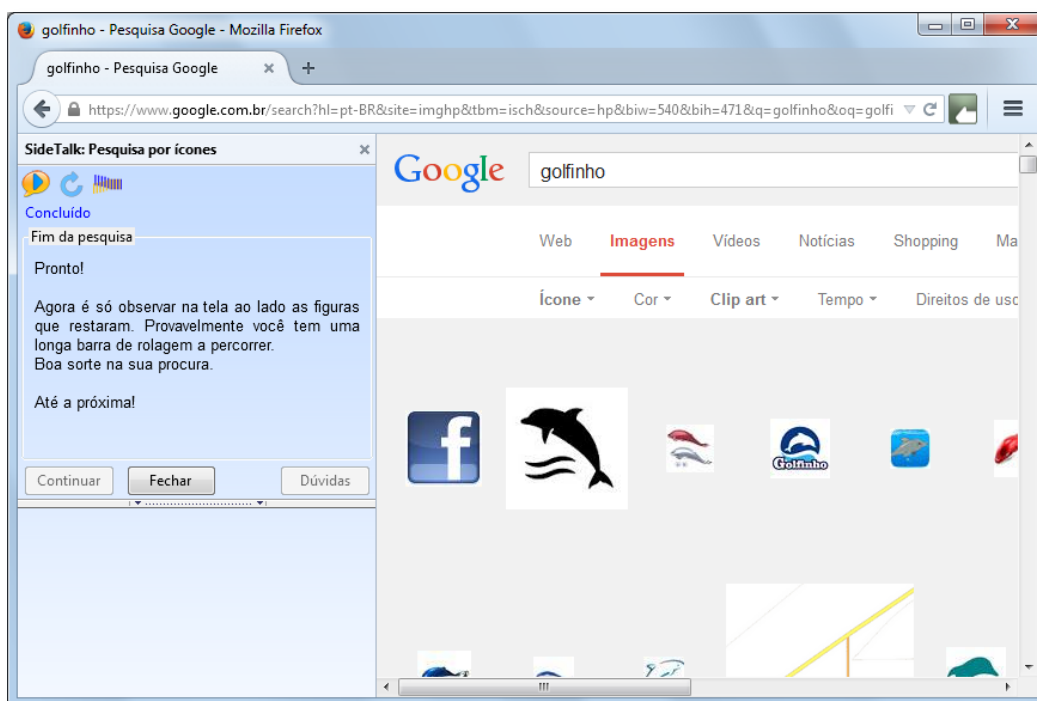 golfinho - Pesquisa Google - Mozilla Firefox
golfinho - Pesquisa Google
https://www.google.com.br/search?hl=pt-BR&site=imghp&tbm=isch&source=hp&biw=540&bih=471&q=golfinho&oq=golfi
SideTalk: Pesquisa por ícones
Concluído
Fim da pesquisa
Pronto!
Agora é só observar na tela ao lado as figuras
que restaram. Provavelmente você tem uma
longa barra de rolagem a percorrer.
Boa sorte na sua procura.
Até a próxima!
Continuar
Fechar
Dúvidas
Google
golfinho
Web Imagens Vídeos Notícias Shopping Ma
Ícone Cor Clip art Tempo Direitos de usc
f
Golfinho